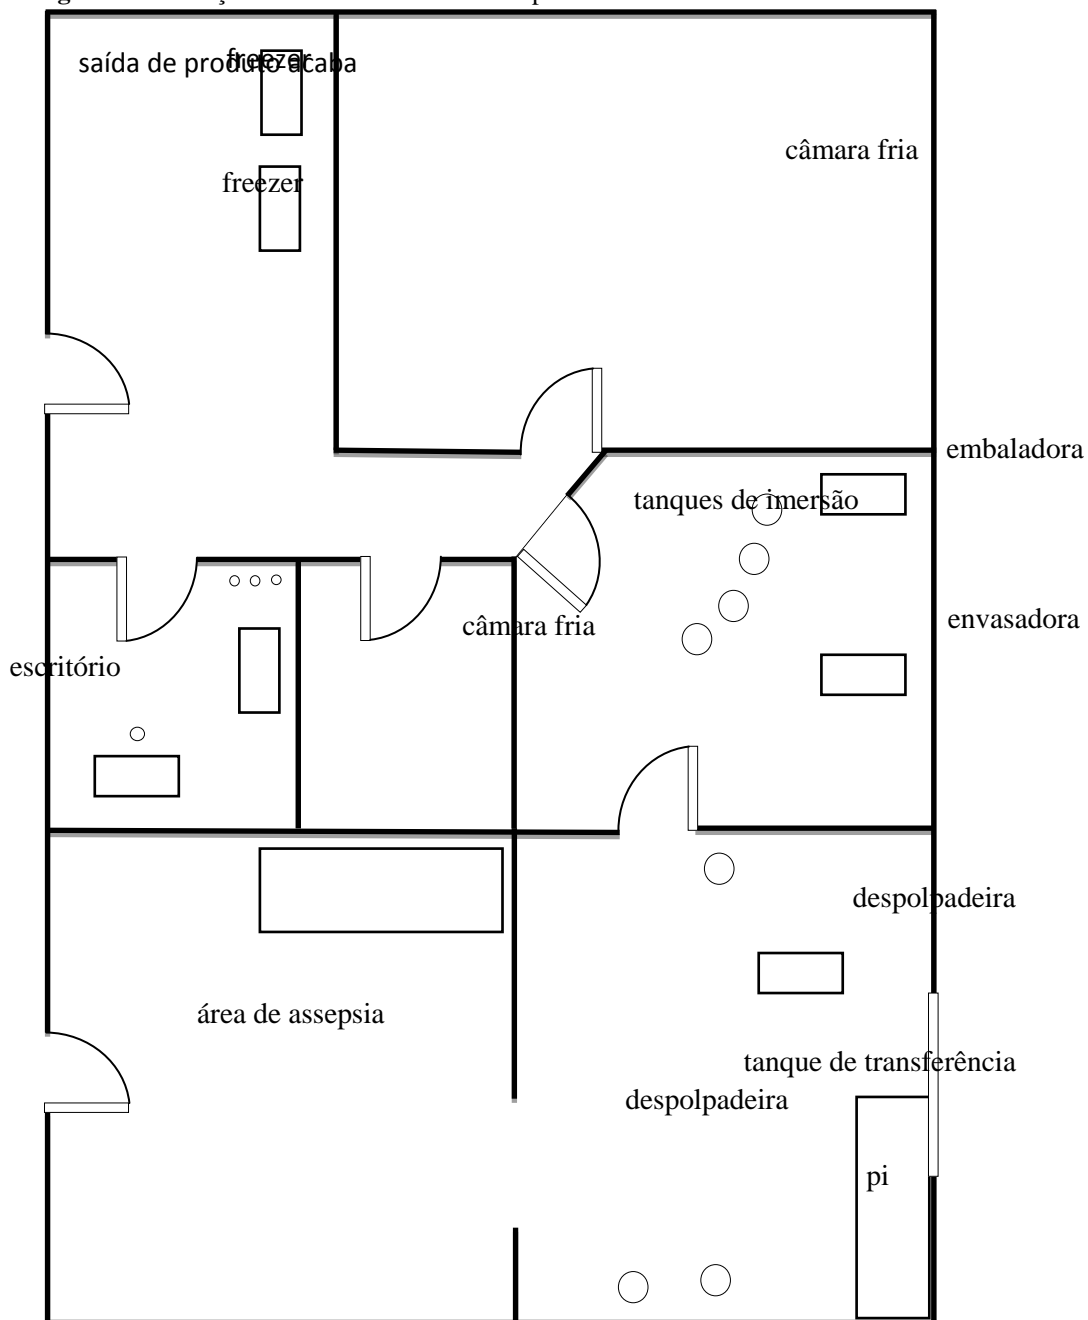 saída de produto acaba
freezer
câmara fria
freezer
embaladora
tanques de imersão
envasadora
câmara fria
escritório
despolpadeira
área de assepsia
tanque de transferência
despolpadeira
pi